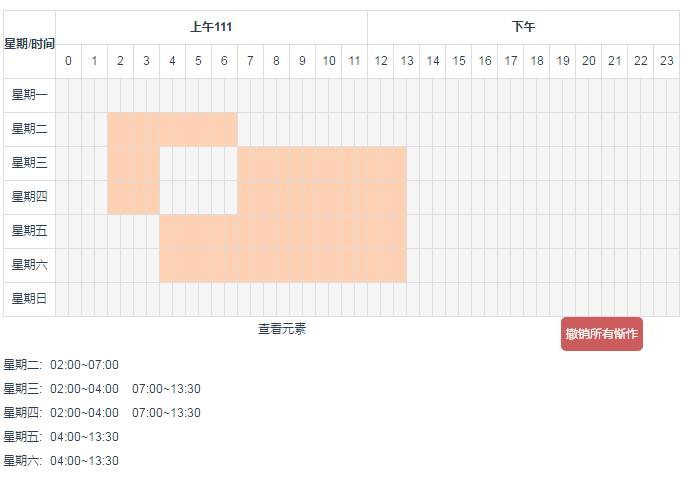 星期/时间 上午111 下午
0 1 2 3 4 5 6 7 8 9 10 11 12 13 14 15 16 17 18 19 20 21 22 23
星期一
星期二
星期三
星期四
星期五
星期六
星期日
查看元素 撤销所有惭怍
星期二: 02:00~07:00
星期三: 02:00~04:00 07:00~13:30
星期四: 02:00~04:00 07:00~13:30
星期五: 04:00~13:30
星期六: 04:00~13:30